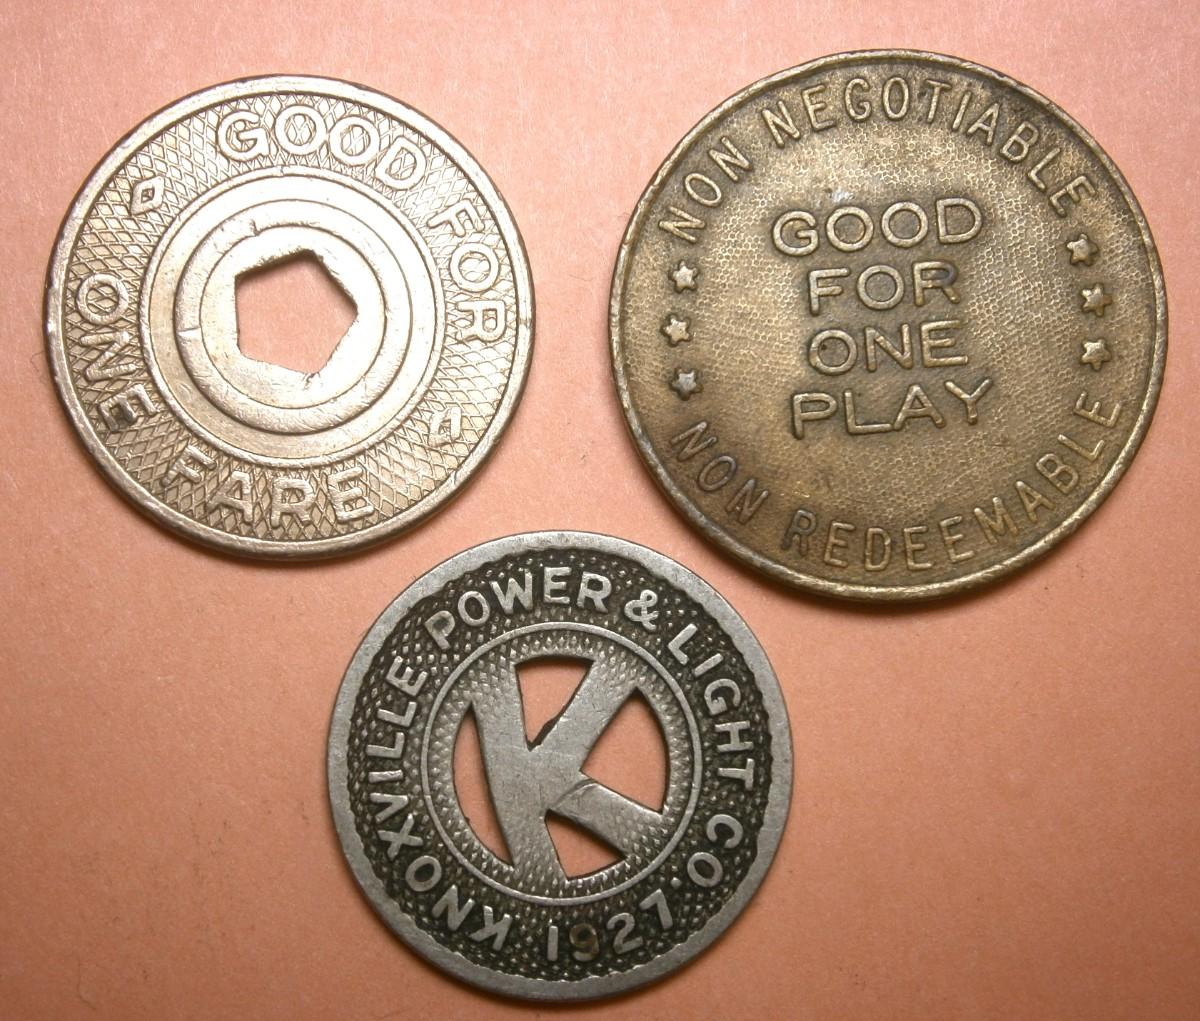 GOOD FOR
ONE FARE
NON NEGOTIABLE
GOOD
FOR
ONE
PLAY
NON REDEEMABLE
KNOXVILLE POWER & LIGHT CO.
1927
K